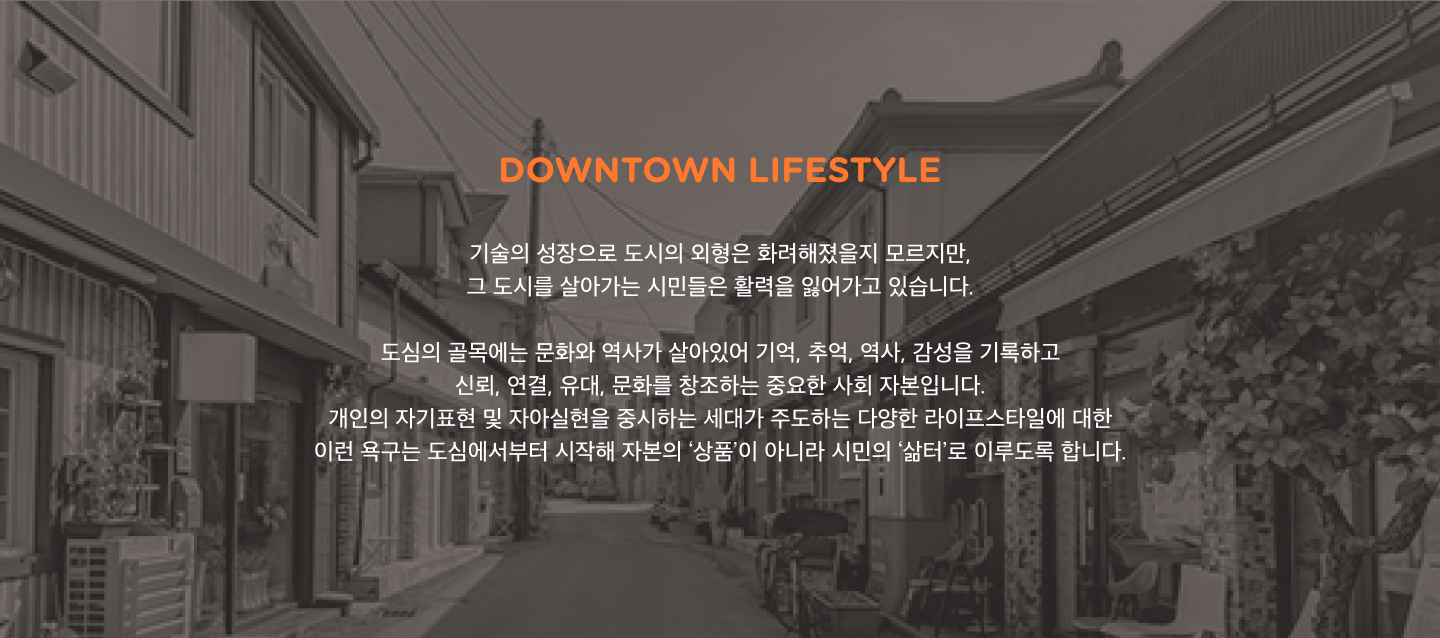 DOWNTOWN LIFESTYLE
기술의 성장으로 도시의 외형은 화려해졌을지 모르지만,
그 도시를 살아가는 시민들은 활력을 잃어가고 있습니다.
도심의 골목에는 문화와 역사가 살아있어 기억, 추억, 역사, 감성을 기록하고
신뢰, 연결, 유대, 문화를 창조하는 중요한 사회 자본입니다.
개인의 자기표현 및 자아실현을 중시하는 세대가 주도하는 다양한 라이프스타일에 대한
이런 욕구는 도심에서부터 시작해 자본의 ‘상품’이 아니라 시민의 ‘삶터’로 이루도록 합니다.